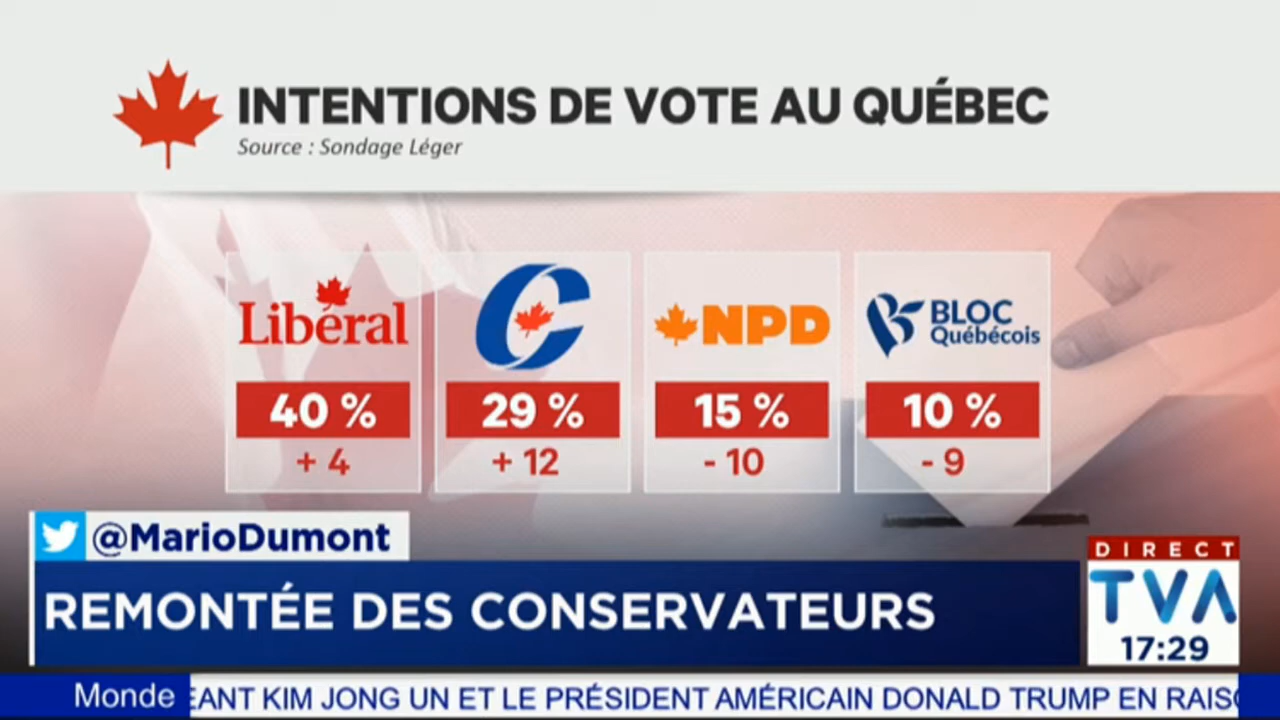 INTENTIONS DE VOTE AU QUÉBEC
Source : Sondage Léger
Libéral
40 %
+ 4
C
29 %
+ 12
NPD
15 %
- 10
BLOC
Québécois
10 %
- 9
@MarioDumont
REMONTÉE DES CONSERVATEURS
DIRECT
TVA
17:29
Monde
EANT KIM JONG UN ET LE PRÉSIDENT AMÉRICAIN DONALD TRUMP EN RAIS